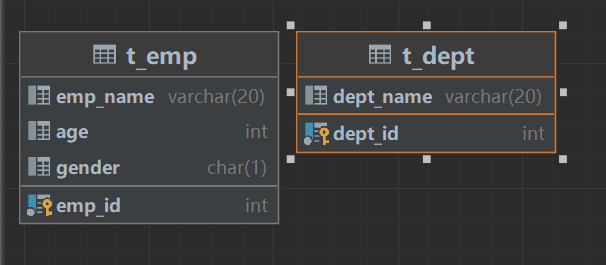 t_emp
emp_name varchar(20)
age int
gender char(1)
emp_id int
t_dept
dept_name varchar(20)
dept_id int